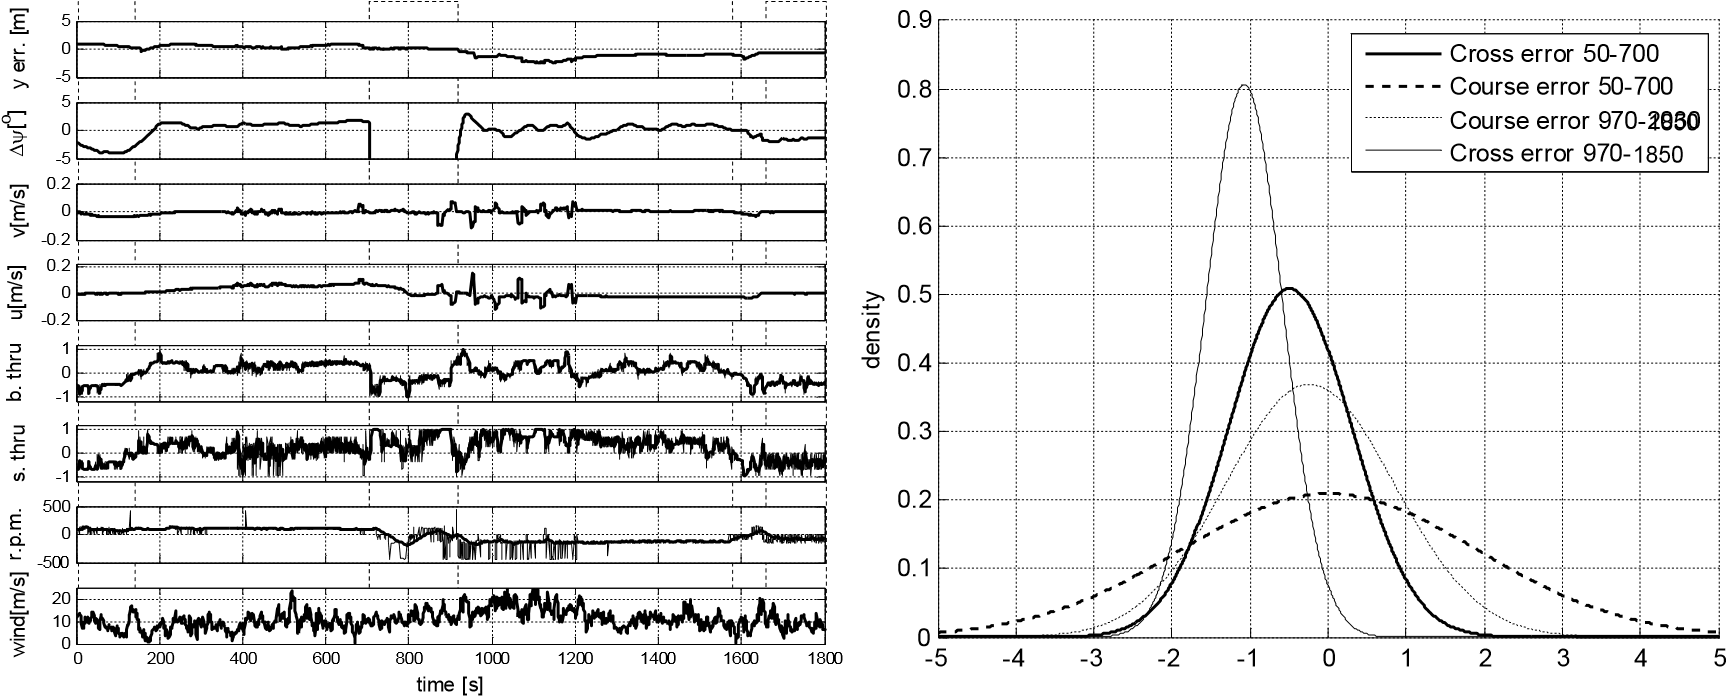 y err. [m]
5
0
-5
Δψ[°]
5
0
-5
v[m/s]
0.2
0
-0.2
u[m/s]
0.2
0
-0.2
b. thru
1
0
-1
s. thru
1
0
-1
r.p.m.
500
0
-500
wind[m/s]
20
10
0
0 200 400 600 800 1000 1200 1400 1600 1800
time [s]
density
0.9
0.8
0.7
0.6
0.5
0.4
0.3
0.2
0.1
0
-5 -4 -3 -2 -1 0 1 2 3 4 5
Cross error 50-700
Course error 50-700
Course error 970-
Cross error 970-1850